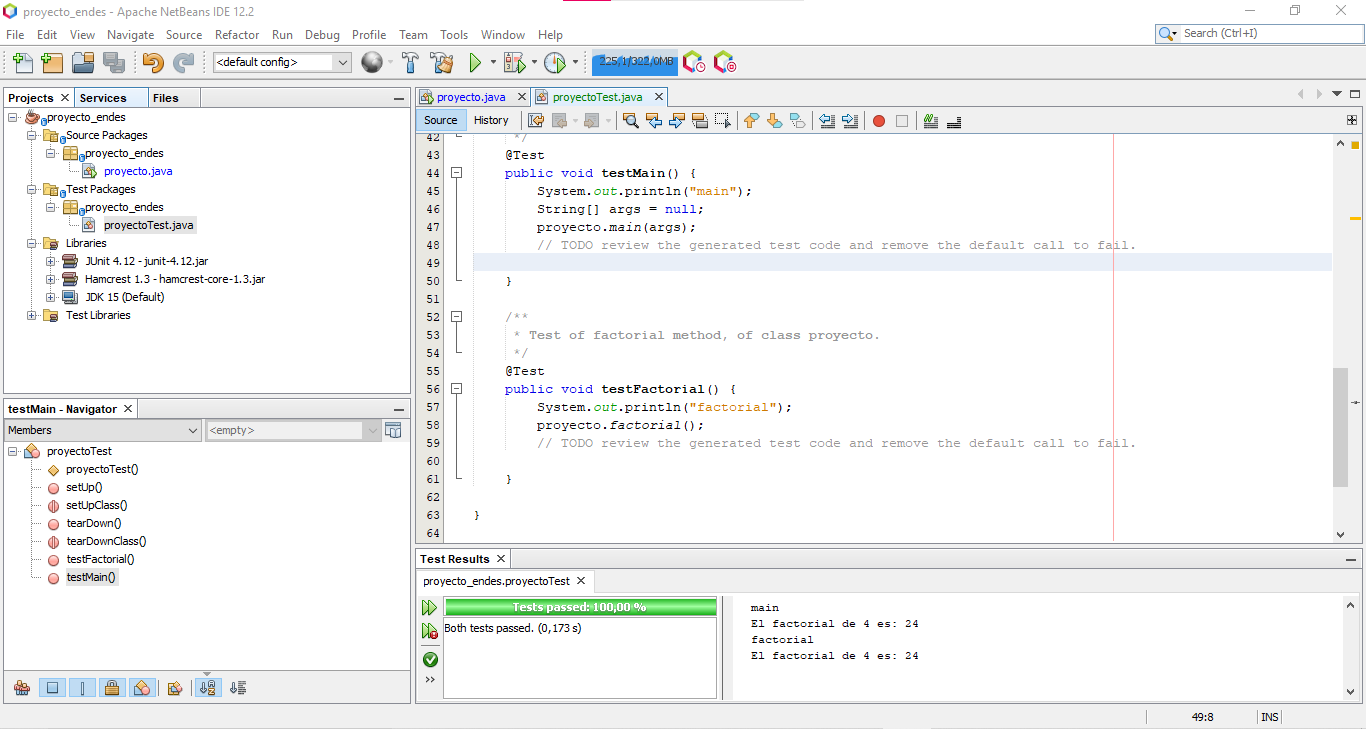 proyecto_endes - Apache NetBeans IDE 12.2
File Edit View Navigate Source Refactor Run Debug Profile Team Tools Window Help
Search (Ctrl+I)
<default config>
225,1/322,0MB
Projects Services Files
proyecto_endes
Source Packages
proyecto_endes
proyecto.java
Test Packages
proyecto_endes
proyectoTest.java
Libraries
JUnit 4.12 - junit-4.12.jar
Hamcrest 1.3 - hamcrest-core-1.3.jar
JDK 15 (Default)
Test Libraries
testMain - Navigator
Members
<empty>
proyectoTest
proyectoTest()
setUp()
setUpClass()
tearDown()
tearDownClass()
testFactorial()
testMain()
proyecto.java proyectoTest.java
Source History
42 */
43 @Test
44 public void testMain() {
45 System.out.println("main");
46 String[] args = null;
47 proyecto.main(args);
48 // TODO review the generated test code and remove the default call to fail.
49
50 }
51
52 /**
53 * Test of factorial method, of class proyecto.
54 */
55 @Test
56 public void testFactorial() {
57 System.out.println("factorial");
58 proyecto.factorial();
59 // TODO review the generated test code and remove the default call to fail.
60
61 }
62
63 }
64
Test Results
proyecto_endes.proyectoTest
Tests passed: 100,00 %
Both tests passed. (0,173 s)
main
El factorial de 4 es: 24
factorial
El factorial de 4 es: 24
49:8 INS